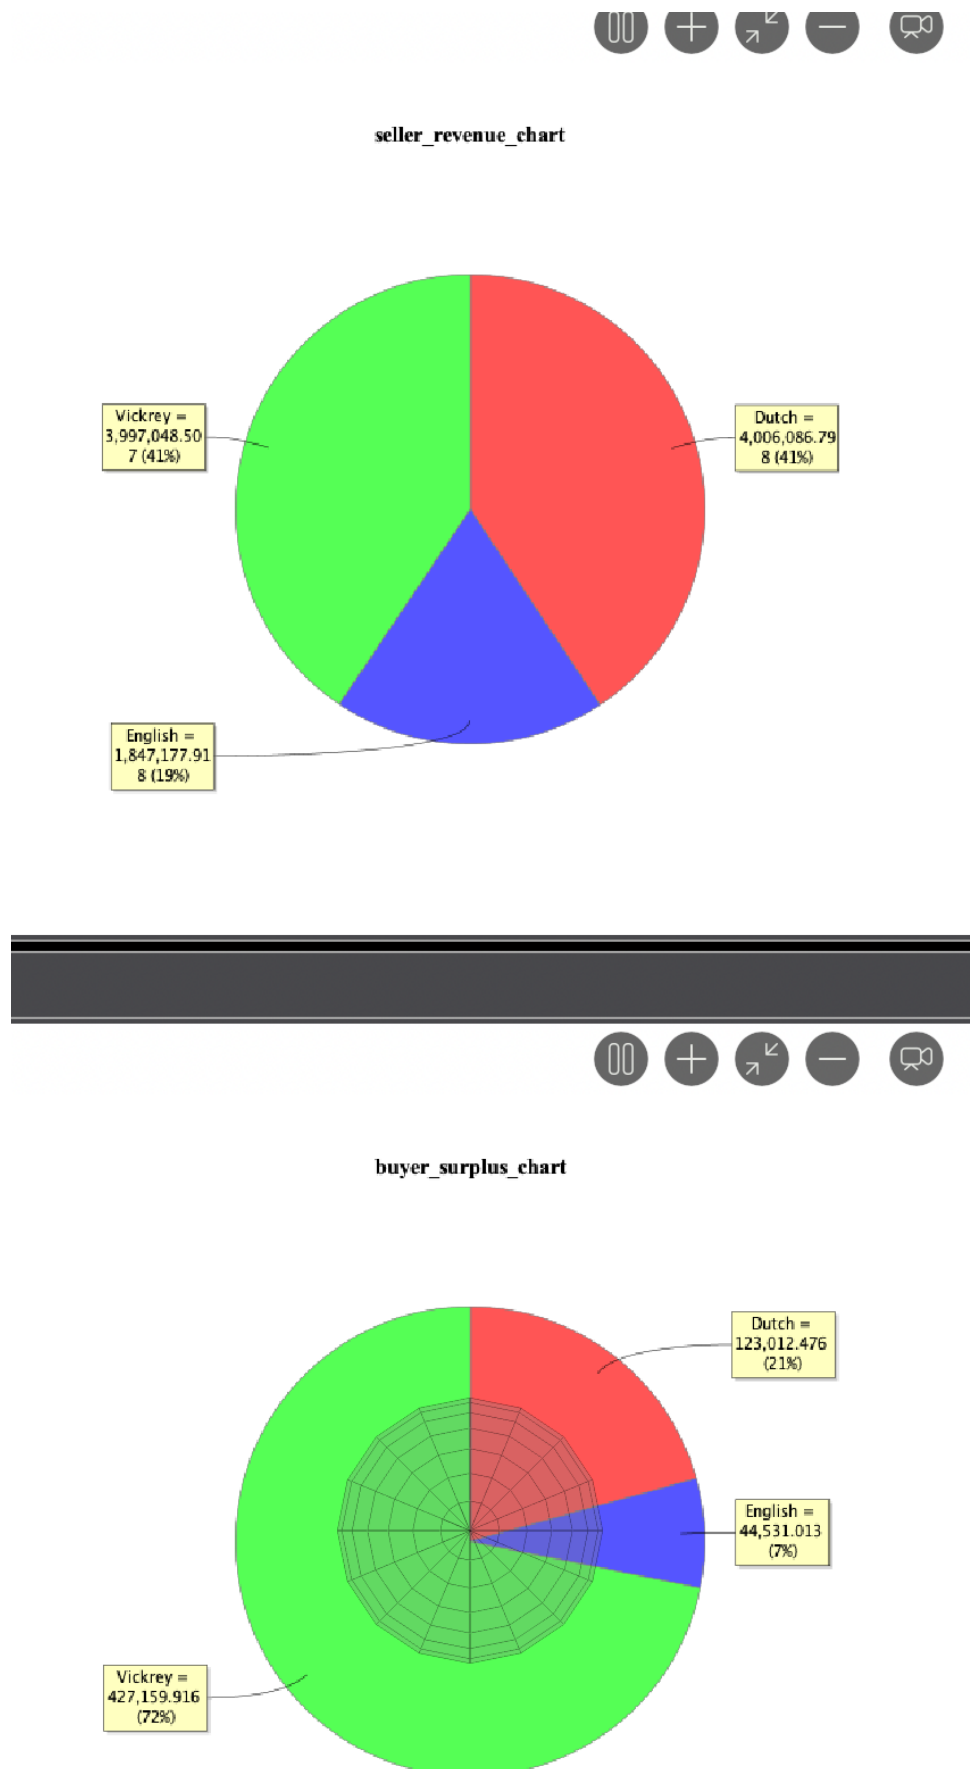 seller_revenue_chart
Vickrey =
3,997,048.50
7 (41%)
Dutch =
4,006,086.79
8 (41%)
English =
1,847,177.91
8 (19%)
buyer_surplus_chart
Dutch =
123,012.476
(21%)
English =
44,531.013
(7%)
Vickrey =
427,159.916
(72%)